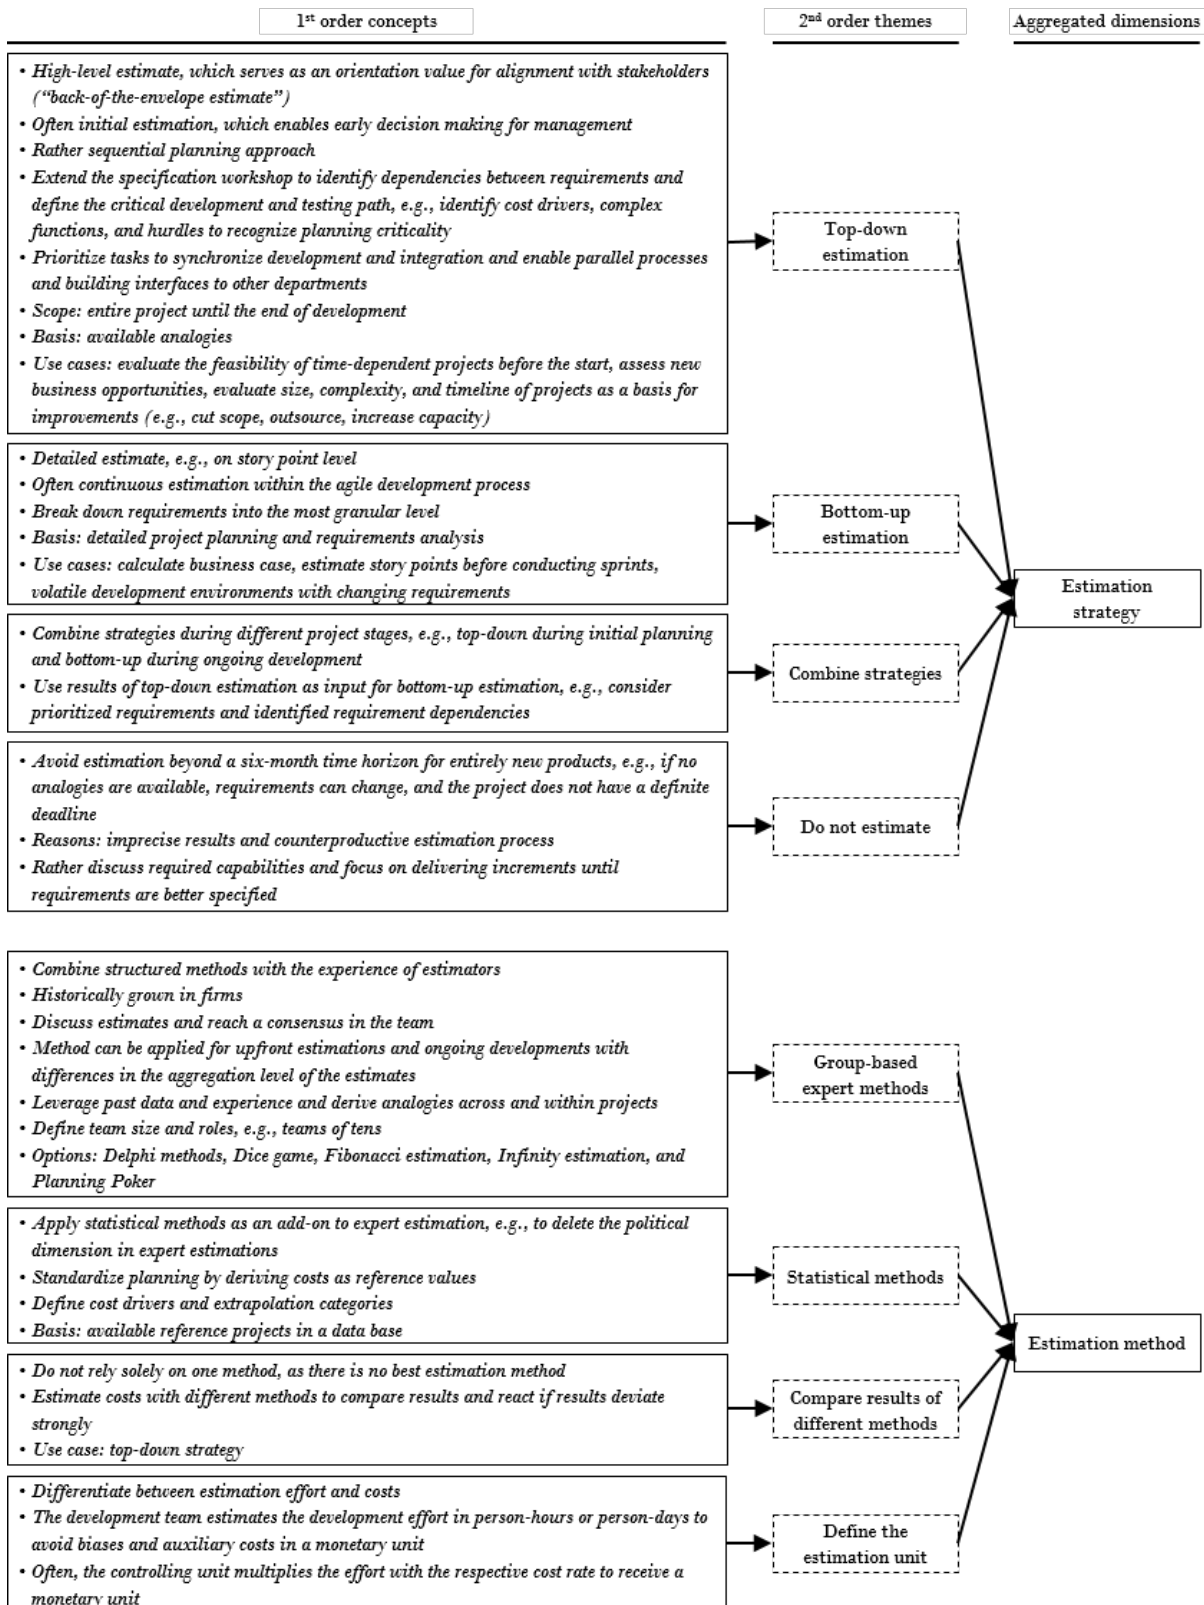 1st order concepts
2nd order themes
Aggregated dimensions
• High-level estimate, which serves as an orientation value for alignment with stakeholders
("back-of-the-envelope estimate")
• Often initial estimation, which enables early decision making for management
• Rather sequential planning approach
• Extend the specification workshop to identify dependencies between requirements and
define the critical development and testing path, e.g., identify cost drivers, complex
functions, and hurdles to recognize planning criticality
• Prioritize tasks to synchronize development and integration and enable parallel processes
and building interfaces to other departments
• Scope: entire project until the end of development
• Basis: available analogies
• Use cases: evaluate the feasibility of time-dependent projects before the start, assess new
business opportunities, evaluate size, complexity, and timeline of projects as a basis for
improvements (e.g., cut scope, outsource, increase capacity)
Top-down
estimation
• Detailed estimate, e.g., on story point level
• Often continuous estimation within the agile development process
• Break down requirements into the most granular level
• Basis: detailed project planning and requirements analysis
• Use cases: calculate business case, estimate story points before conducting sprints,
volatile development environments with changing requirements
Bottom-up
estimation
• Combine strategies during different project stages, e.g., top-down during initial planning
and bottom-up during ongoing development
• Use results of top-down estimation as input for bottom-up estimation, e.g., consider
prioritized requirements and identified requirement dependencies
Combine strategies
• Avoid estimation beyond a six-month time horizon for entirely new products, e.g., if no
analogies are available, requirements can change, and the project does not have a definite
deadline
• Reasons: imprecise results and counterproductive estimation process
• Rather discuss required capabilities and focus on delivering increments until
requirements are better specified
Do not estimate
Estimation
strategy
• Combine structured methods with the experience of estimators
• Historically grown in firms
• Discuss estimates and reach a consensus in the team
• Method can be applied for upfront estimations and ongoing developments with
differences in the aggregation level of the estimates
• Leverage past data and experience and derive analogies across and within projects
• Define team size and roles, e.g., teams of tens
• Options: Delphi methods, Dice game, Fibonacci estimation, Infinity estimation, and
Planning Poker
Group-based
expert methods
• Apply statistical methods as an add-on to expert estimation, e.g., to delete the political
dimension in expert estimations
• Standardize planning by deriving costs as reference values
• Define cost drivers and extrapolation categories
• Basis: available reference projects in a data base
Statistical methods
• Do not rely solely on one method, as there is no best estimation method
• Estimate costs with different methods to compare results and react if results deviate
strongly
• Use case: top-down strategy
Compare results of
different methods
• Differentiate between estimation effort and costs
• The development team estimates the development effort in person-hours or person-days to
avoid biases and auxiliary costs in a monetary unit
• Often, the controlling unit multiplies the effort with the respective cost rate to receive a
monetary unit
Define the
estimation unit
Estimation method